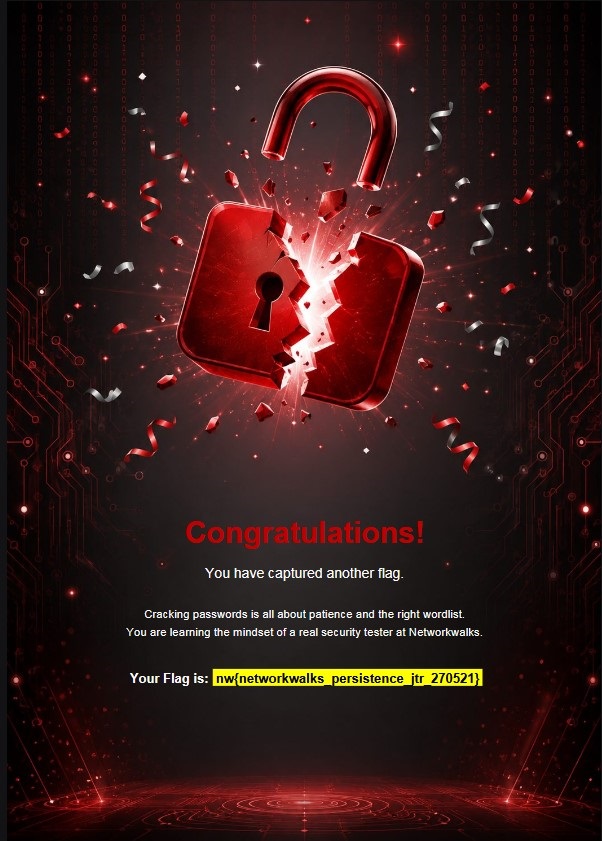 Congratulations!
You have captured another flag.
Cracking passwords is all about patience and the right wordlist.
You are learning the mindset of a real security tester at Networkwalks.
Your Flag is: nw{networkwalks_persistence_jtr_270521}